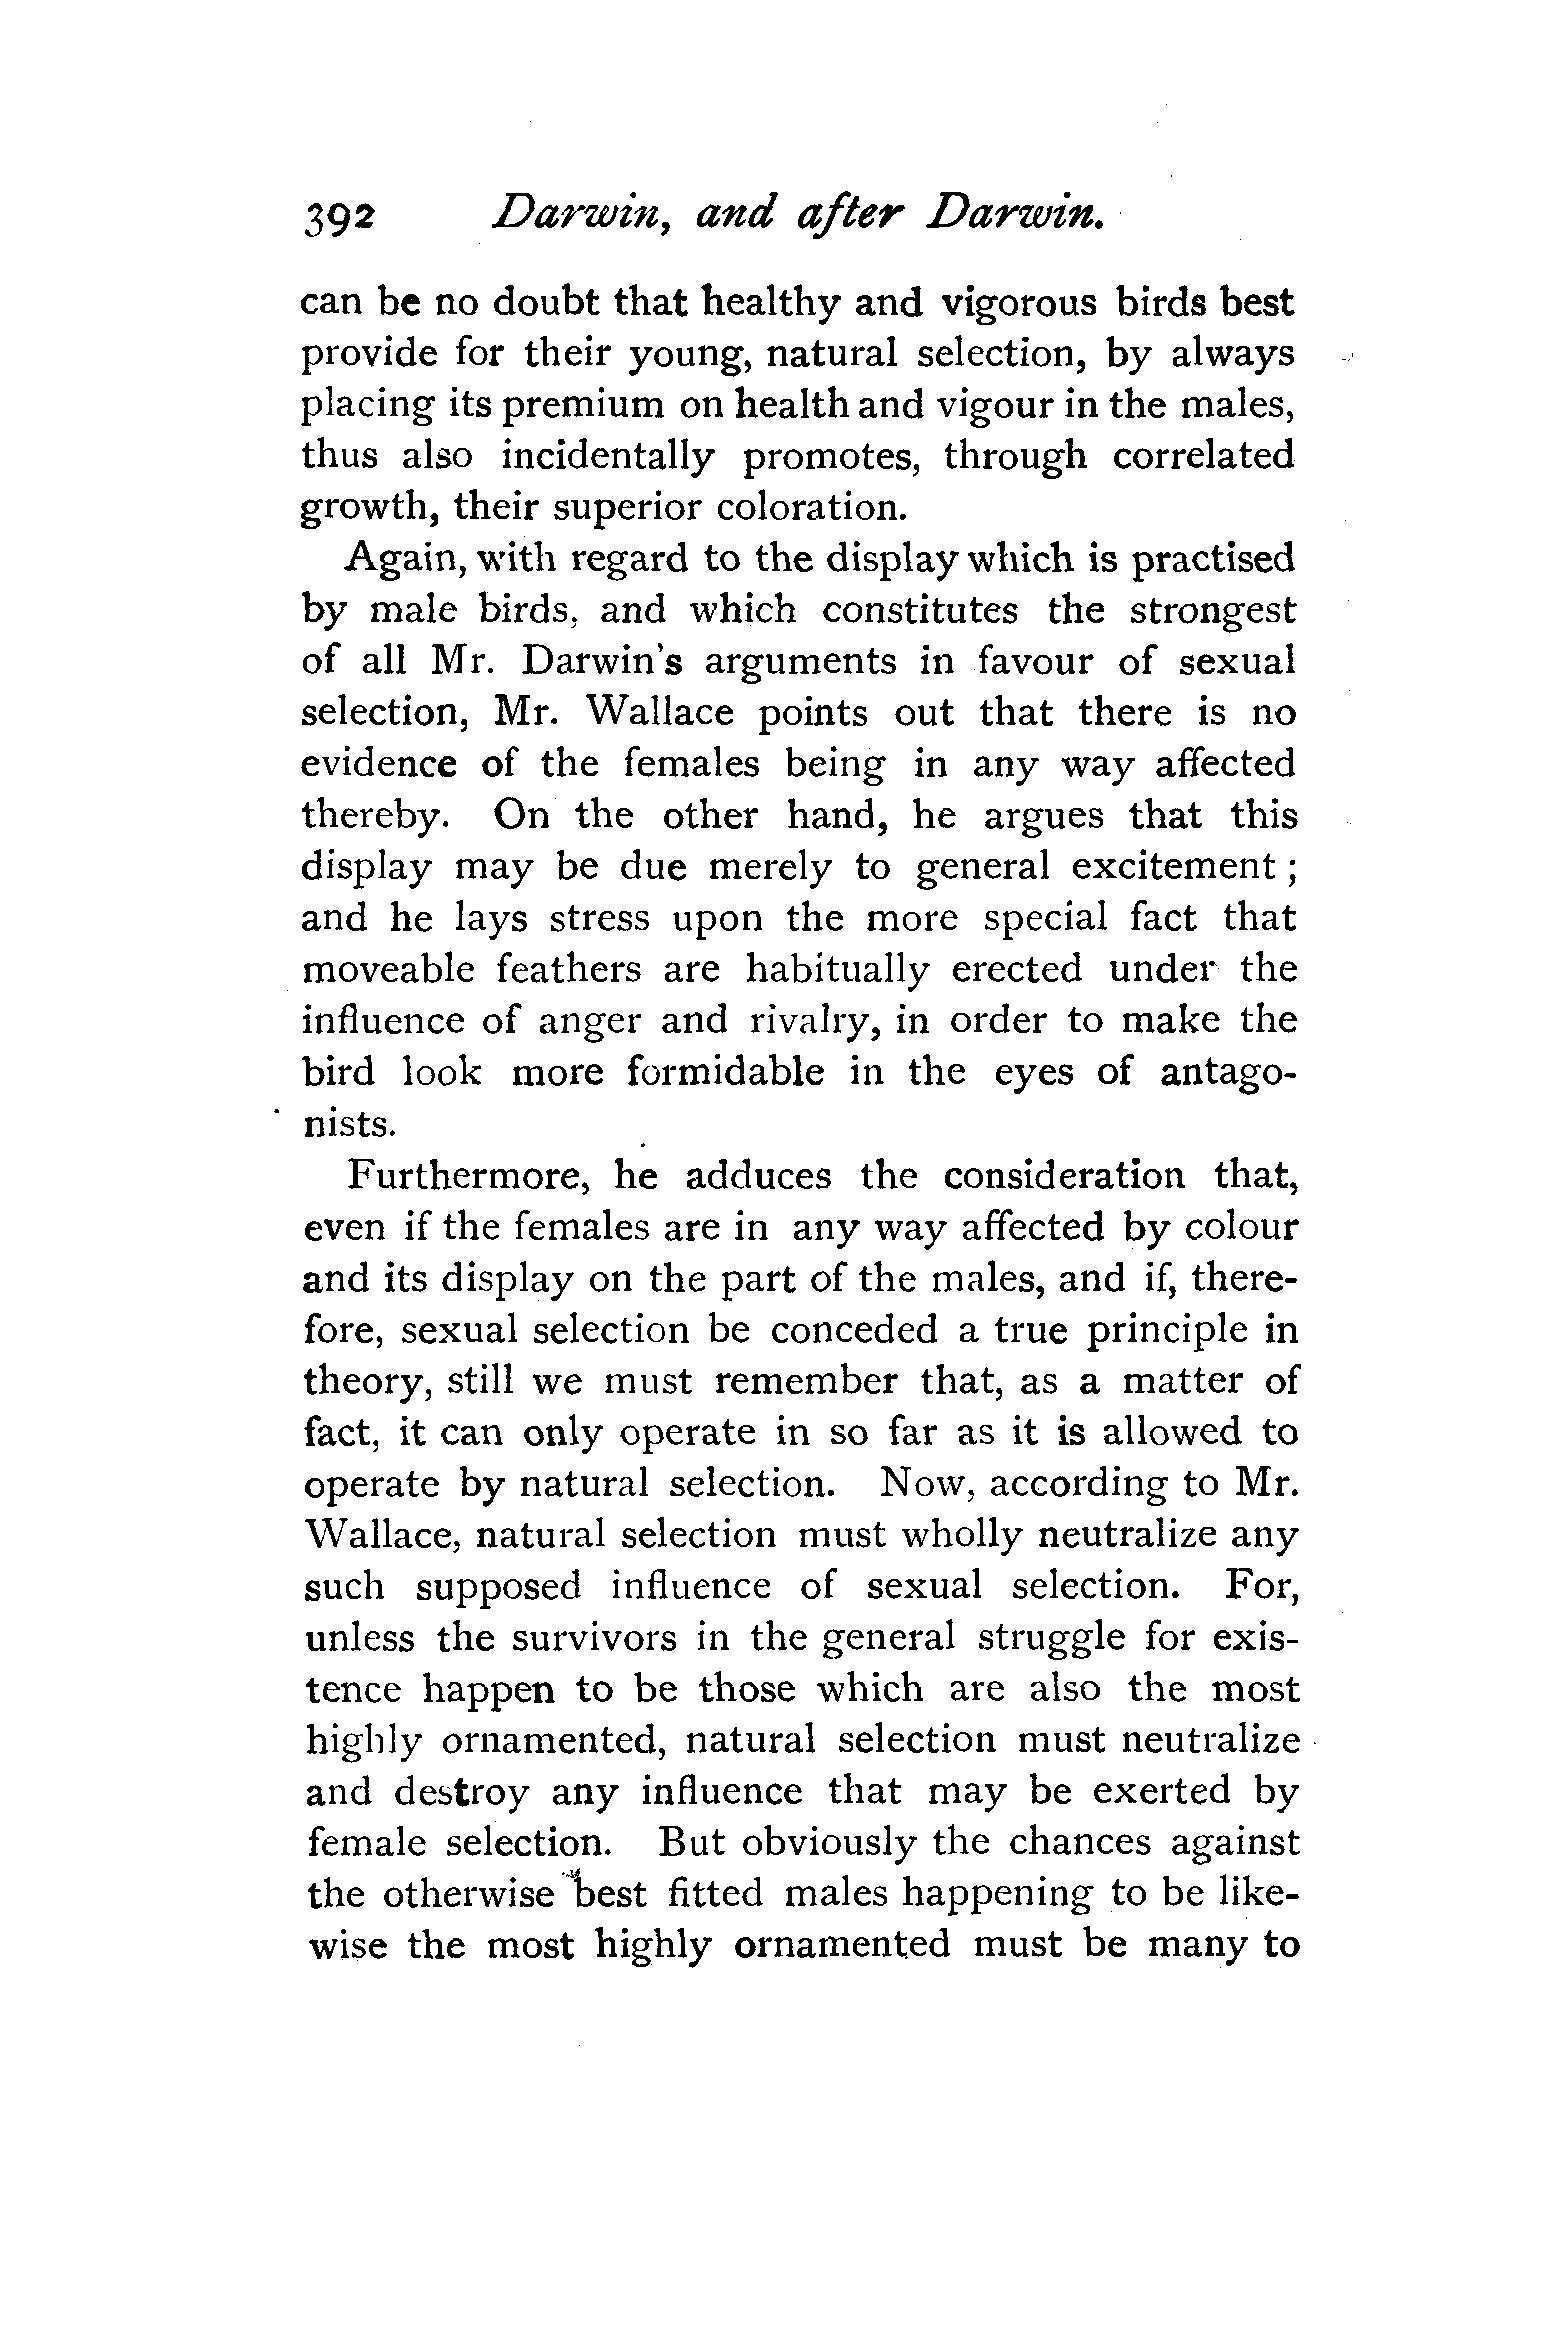 392 Darwin, and after Darwin.
can be no doubt that healthy and vigorous birds best
provide for their young, natural selection, by always
placing its premium on health and vigour in the males,
thus also incidentally promotes, through correlated
growth, their superior coloration.
Again, with regard to the display which is practised
by male birds, and which constitutes the strongest
of all Mr. Darwin's arguments in favour of sexual
selection, Mr. Wallace points out that there is no
evidence of the females being in any way affected
thereby. On the other hand, he argues that this
display may be due merely to general excitement ;
and he lays stress upon the more special fact that
moveable feathers are habitually erected under the
influence of anger and rivalry, in order to make the
bird look more formidable in the eyes of antago-
nists.
Furthermore, he adduces the consideration that,
even if the females are in any way affected by colour
and its display on the part of the males, and if, there-
fore, sexual selection be conceded a true principle in
theory, still we must remember that, as a matter of
fact, it can only operate in so far as it is allowed to
operate by natural selection. Now, according to Mr.
Wallace, natural selection must wholly neutralize any
such supposed influence of sexual selection. For,
unless the survivors in the general struggle for exis-
tence happen to be those which are also the most
highly ornamented, natural selection must neutralize
and destroy any influence that may be exerted by
female selection. But obviously the chances against
the otherwise best fitted males happening to be like-
wise the most highly ornamented must be many to